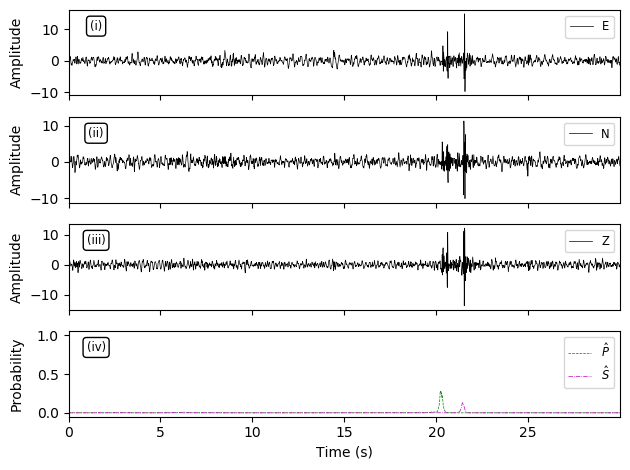 (i)
E
Amplitude
10
0
−10
(ii)
N
Amplitude
10
0
−10
(iii)
Z
Amplitude
10
0
−10
(iv)
P̂
Ŝ
Probability
1.0
0.5
0.0
0 5 10 15 20 25
Time (s)